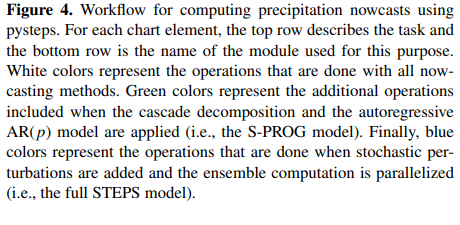 Figure 4. Workflow for computing precipitation nowcasts using
pysteps. For each chart element, the top row describes the task and
the bottom row is the name of the module used for this purpose.
White colors represent the operations that are done with all now-
casting methods. Green colors represent the additional operations
included when the cascade decomposition and the autoregressive
AR(p) model are applied (i.e., the S-PROG model). Finally, blue
colors represent the operations that are done when stochastic per-
turbations are added and the ensemble computation is parallelized
(i.e., the full STEPS model).